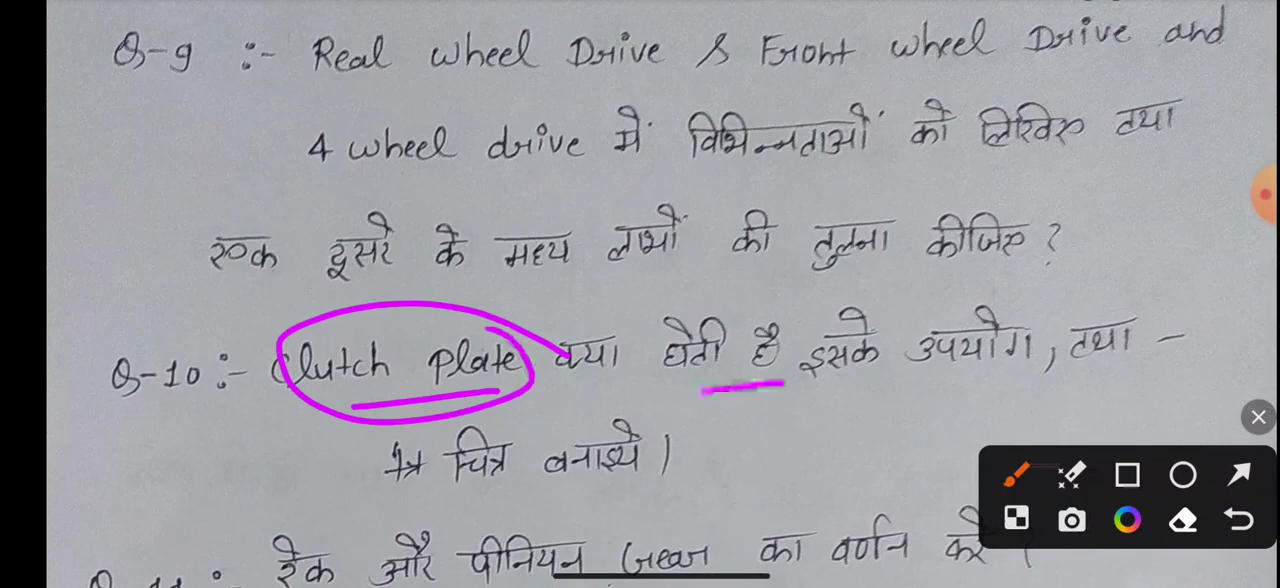 Q-9 :- Real wheel Drive & Front wheel Drive and
4 wheel drive में विभिन्नताओं को लिखिए तथा
एक दूसरे के मध्य लाभों की तुलना कीजिए ?
Q-10 :- Clutch Plate क्या होती है इसके उपयोग, तथा -
चित्र बनाइये ।
रेक और पीनियन Gear का वर्णन करे ?